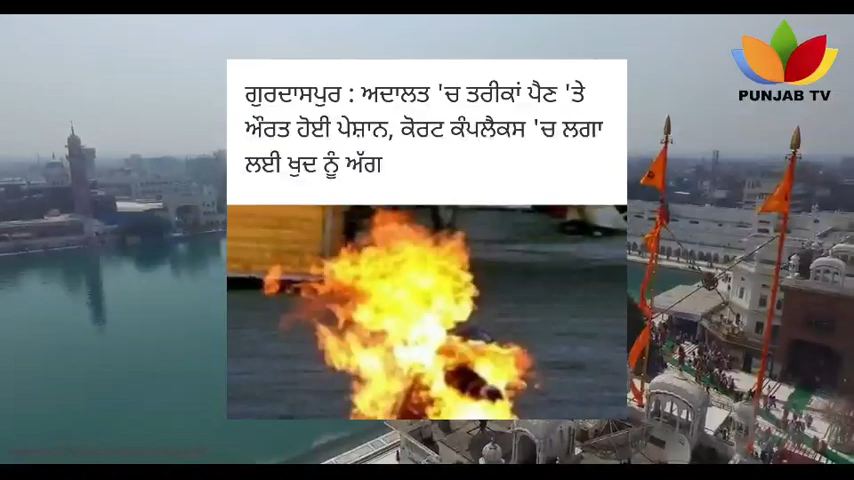 PUNJAB TV
ਗੁਰਦਾਸਪੁਰ : ਅਦਾਲਤ 'ਚ ਤਰੀਕਾਂ ਪੈਣ 'ਤੇ
ਔਰਤ ਹੋਈ ਪੇਸ਼ਾਨ, ਕੋਰਟ ਕੰਪਲੈਕਸ 'ਚ ਲਗਾ
ਲਈ ਖੁਦ ਨੂੰ ਅੱਗ